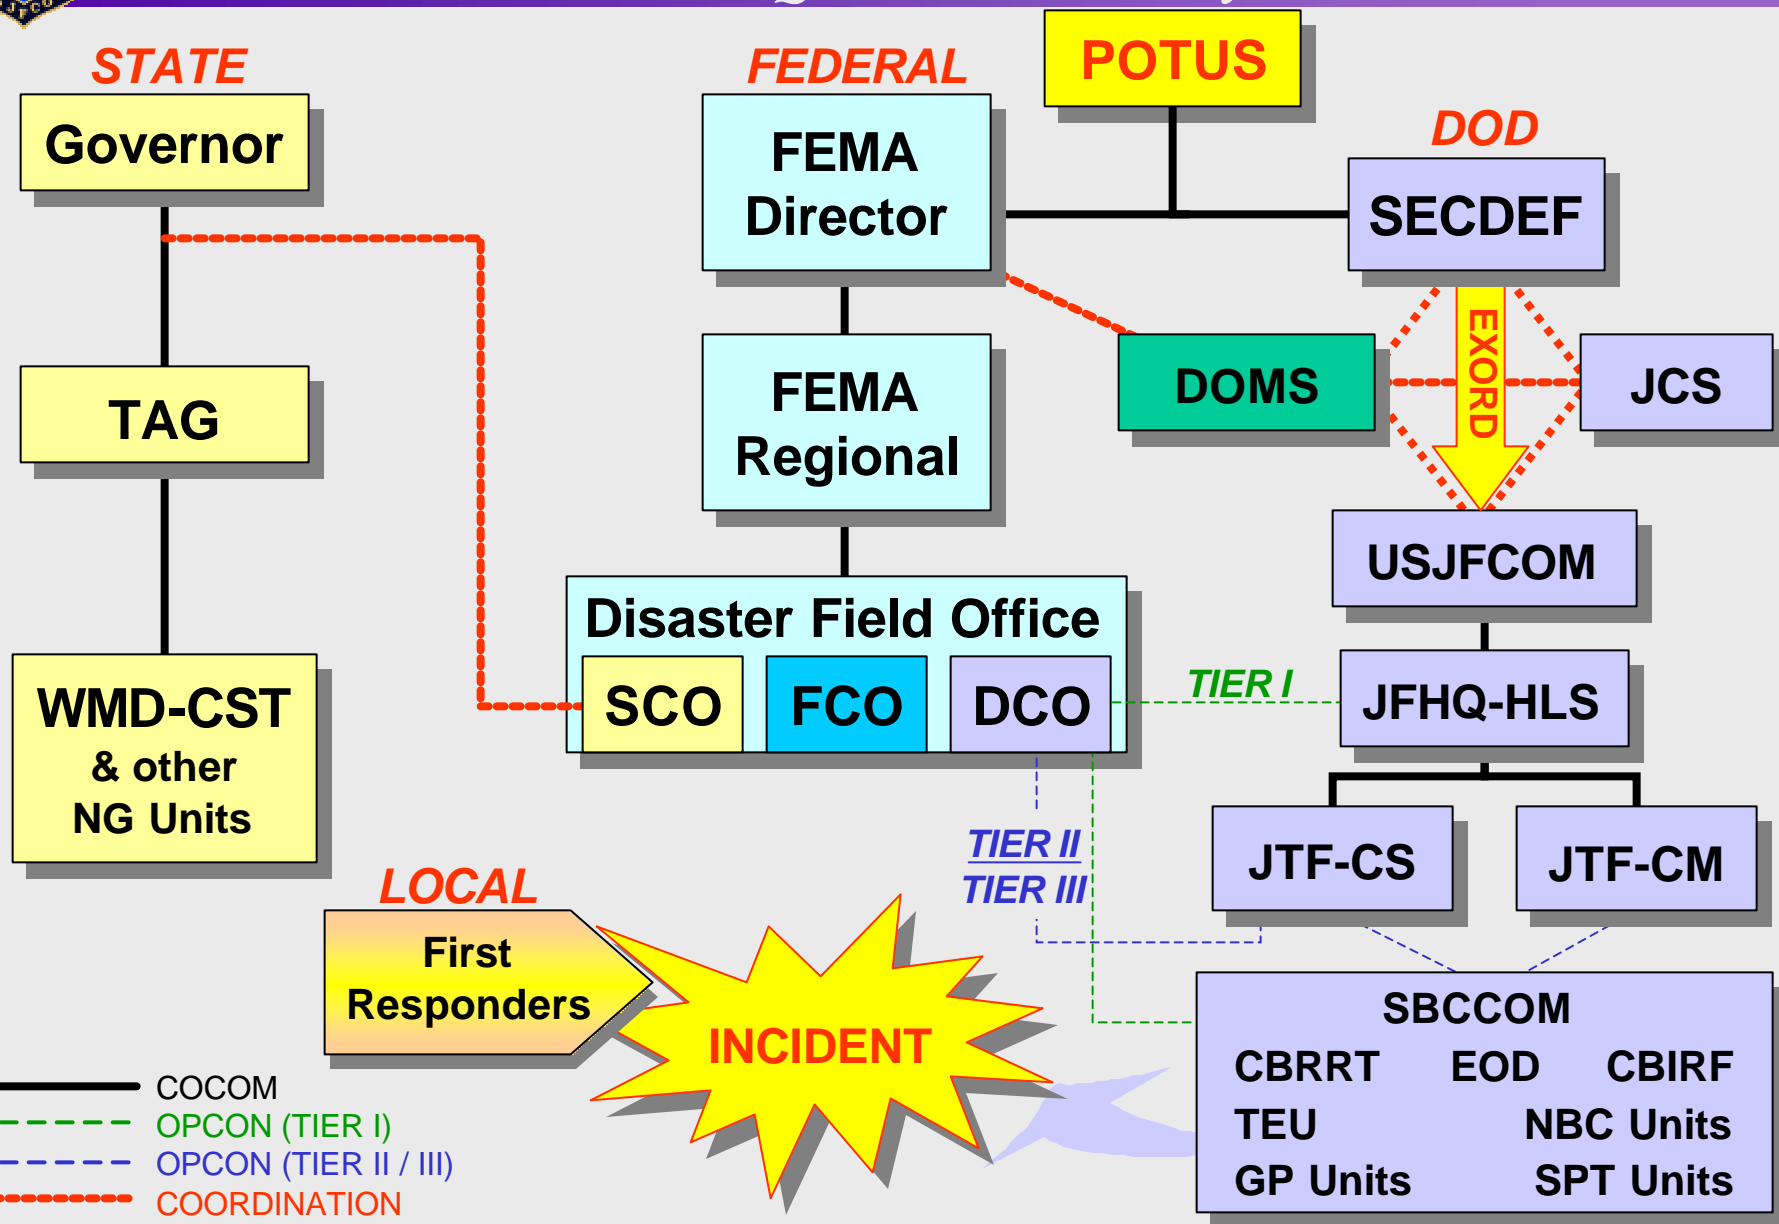 JFCO
STATE
Governor
TAG
WMD-CST
& other
NG Units
FEDERAL
FEMA
Director
FEMA
Regional
Disaster Field Office
SCO
FCO
DCO
POTUS
DOD
SECDEF
DOMS
EXORD
JCS
USJFCOM
TIER I
JFHQ-HLS
TIER II
TIER III
JTF-CS
JTF-CM
LOCAL
First
Responders
INCIDENT
SBCCOM
CBRRT EOD CBIRF
TEU NBC Units
GP Units SPT Units
COCOM
OPCON (TIER I)
OPCON (TIER II / III)
COORDINATION